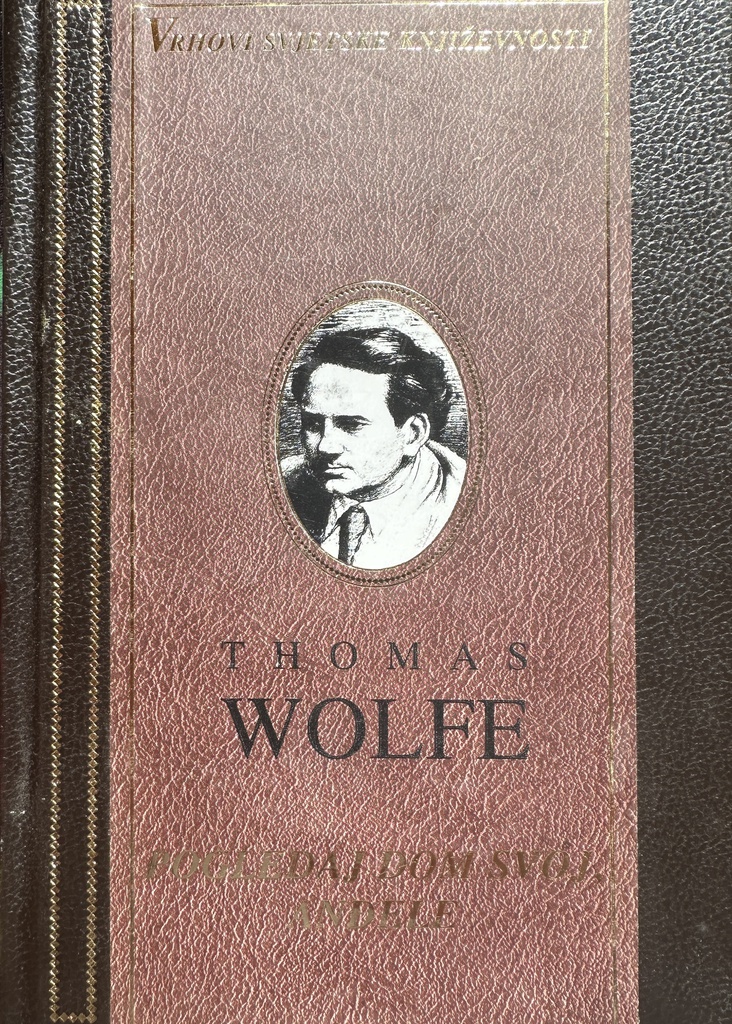 VRHOVI SVJETSKE KNJIŽEVNOSTI
THOMAS
WOLFE
POGLEDAJ DOM SVOJ,
ANĐELE